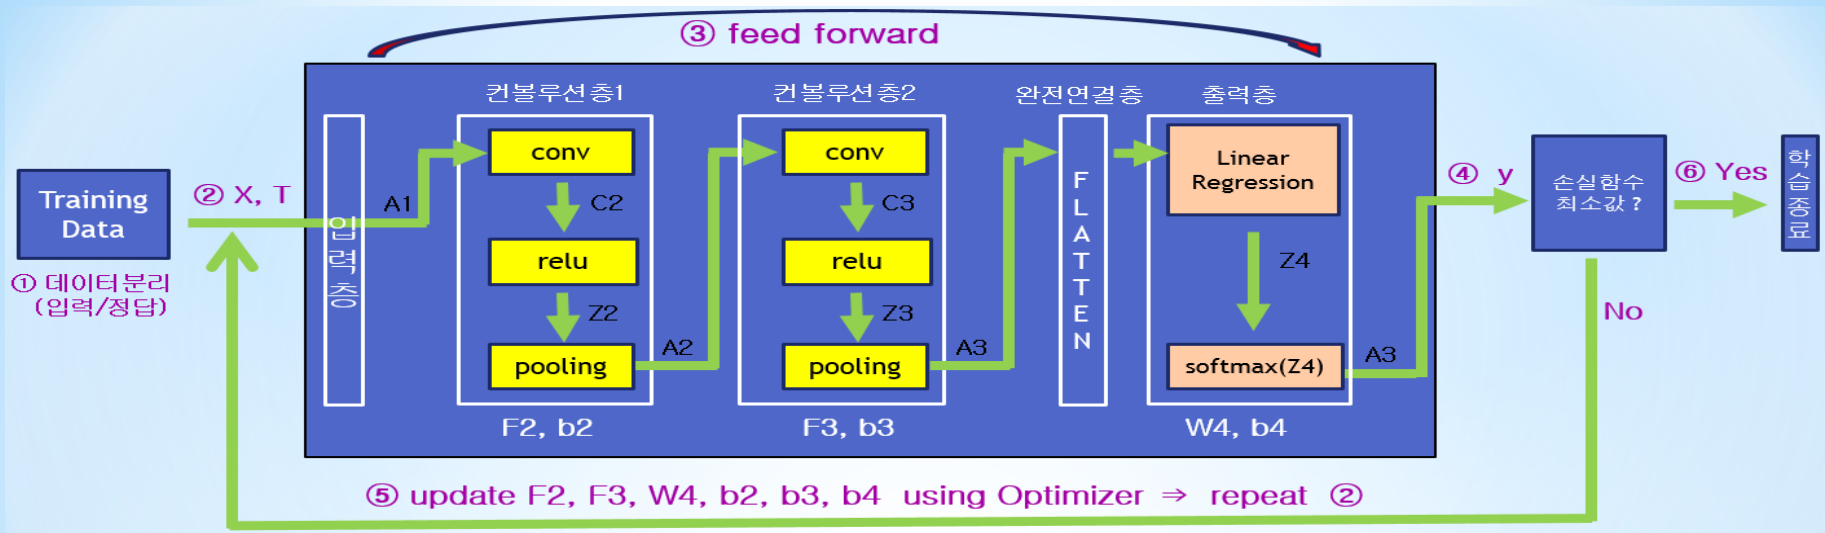 ③ feed forward
컨볼루션층1
컨볼루션층2
완전연결층
출력층
Training
Data
① 데이터분리
(입력/정답)
② X, T
입력층
A1
conv
C2
relu
Z2
pooling
F2, b2
A2
conv
C3
relu
Z3
pooling
F3, b3
A3
FLATTEN
Linear
Regression
Z4
softmax(Z4)
W4, b4
A3
④ y
손실함수
최소값 ?
⑥ Yes
학습종료
No
⑤ update F2, F3, W4, b2, b3, b4 using Optimizer ⇒ repeat ②